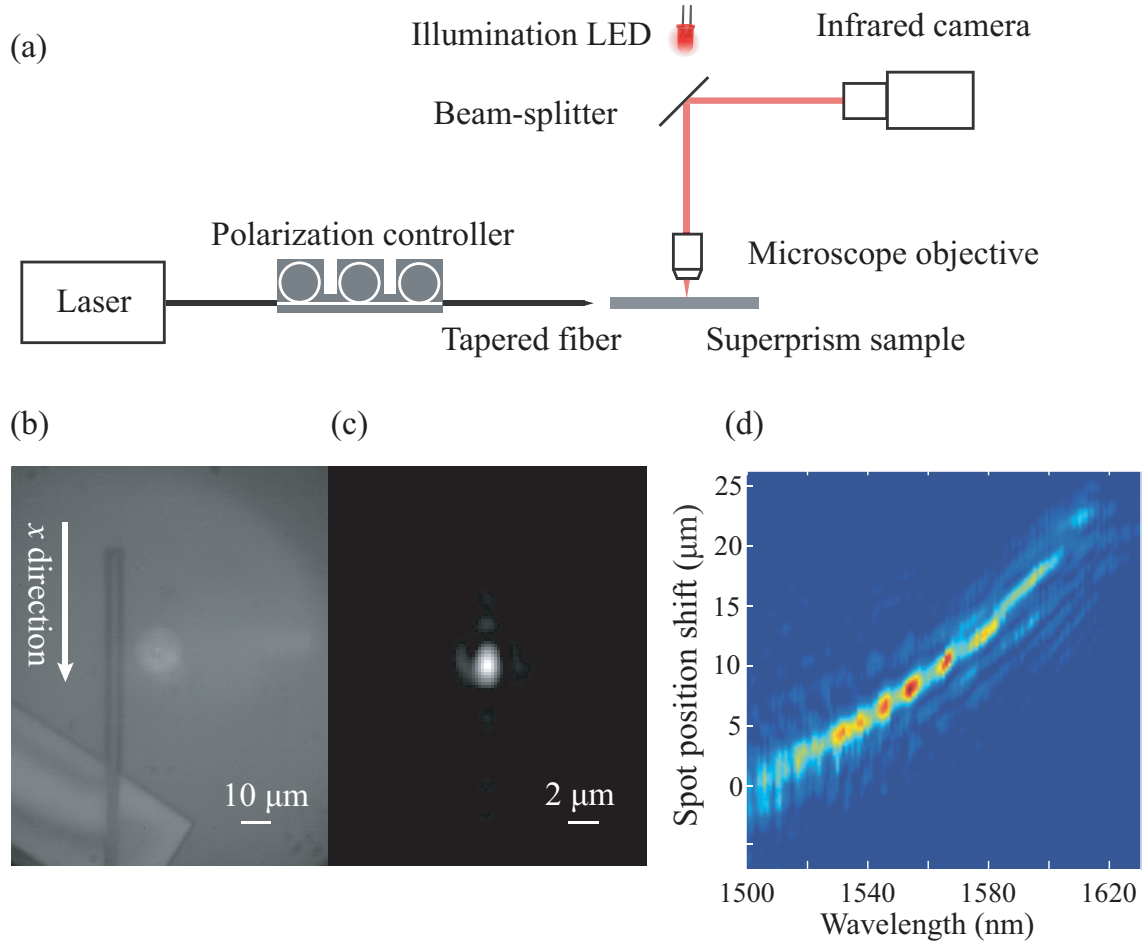 (a)
Illumination LED
Infrared camera
Beam-splitter
Polarization controller
Microscope objective
Laser
Tapered fiber
Superprism sample
(b)
(c)
(d)
x direction
10 μm
2 μm
Spot position shift (μm)
25
20
15
10
5
0
1500
1540
1580
1620
Wavelength (nm)